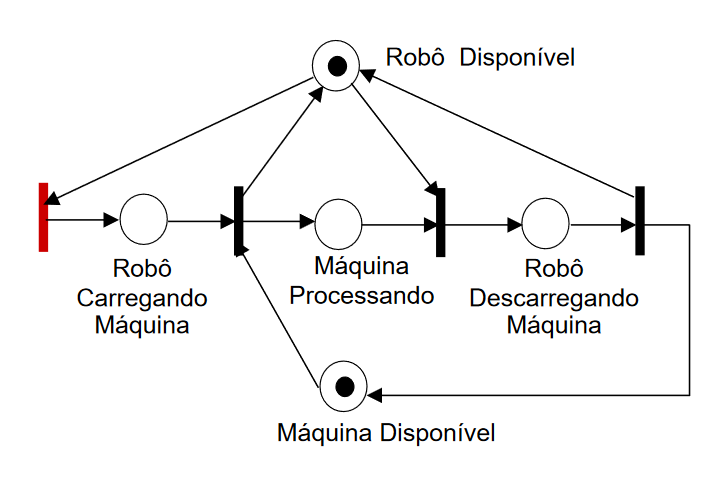 Robô  Disponível
Robô
Carregando
Máquina
Máquina
Processando
Robô
Descarregando
Máquina
Máquina Disponível